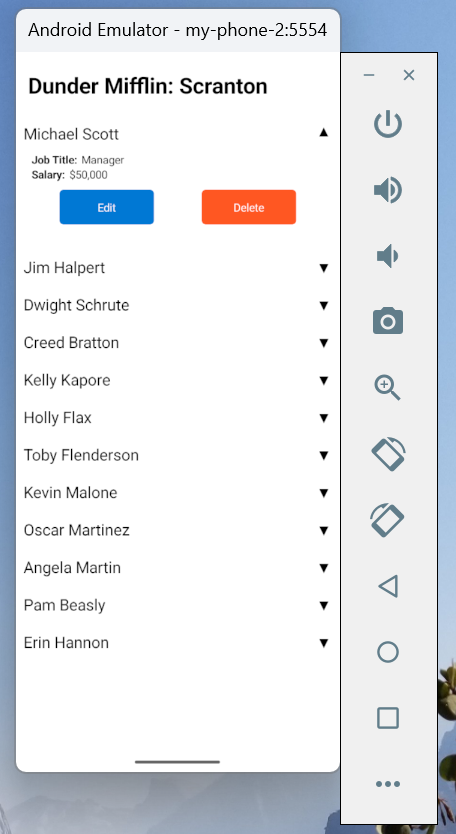 Android Emulator - my-phone-2:5554
Dunder Mifflin: Scranton
Michael Scott ▲
Job Title: Manager
Salary: $50,000
Edit Delete
Jim Halpert ▼
Dwight Schrute ▼
Creed Bratton ▼
Kelly Kapore ▼
Holly Flax ▼
Toby Flenderson ▼
Kevin Malone ▼
Oscar Martinez ▼
Angela Martin ▼
Pam Beasly ▼
Erin Hannon ▼